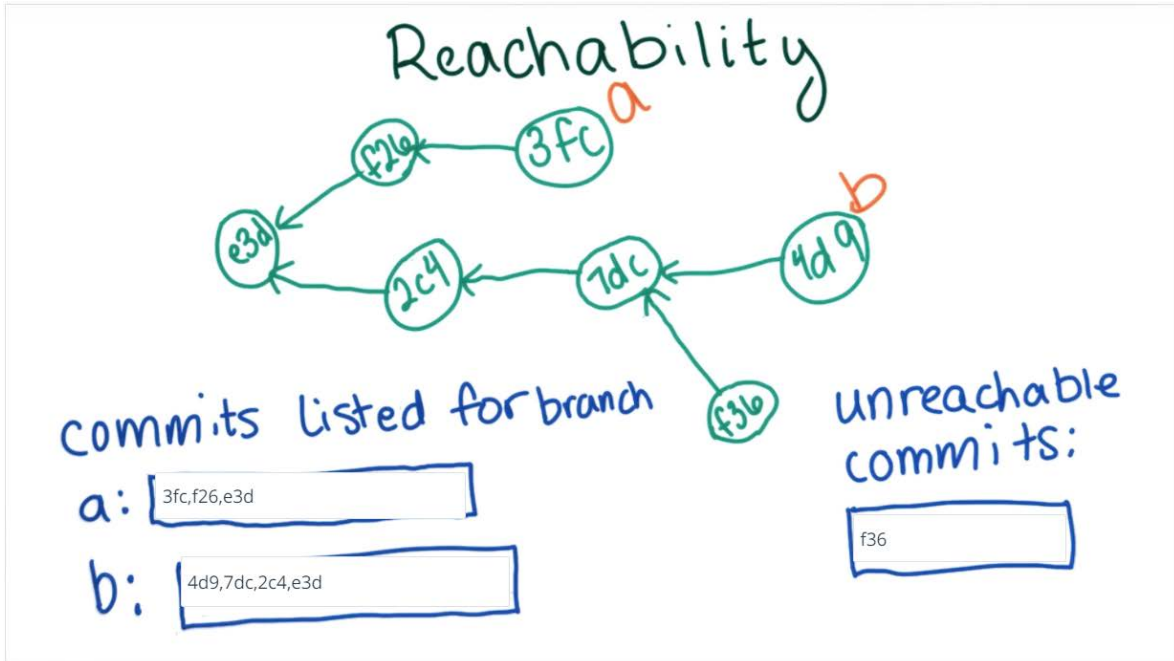 Reachability
a
f26
3fc
b
e3d
2c4
7dc
4d9
f36
commits listed for branch
a: 3fc,f26,e3d
b: 4d9,7dc,2c4,e3d
unreachable
commits:
f36